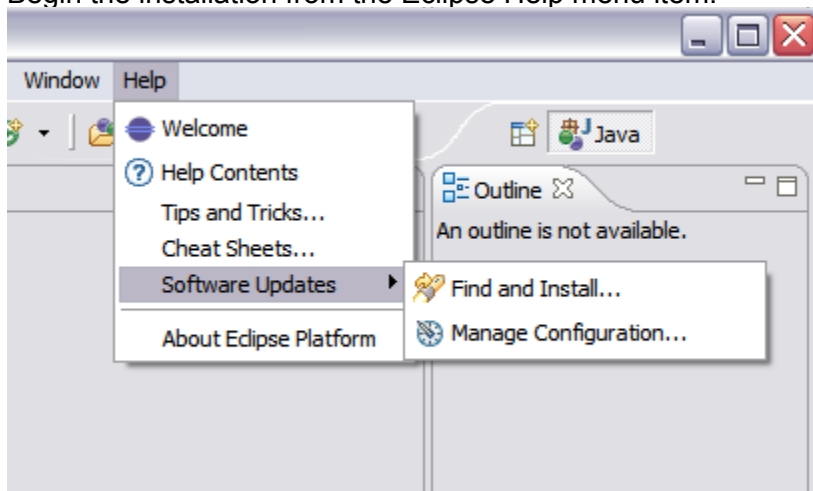 Begin the installation from the Eclipse Help menu item.
Window Help
Welcome
Java
Help Contents
Outline
Tips and Tricks...
An outline is not available.
Cheat Sheets...
Software Updates
Find and Install...
Manage Configuration...
About Eclipse Platform